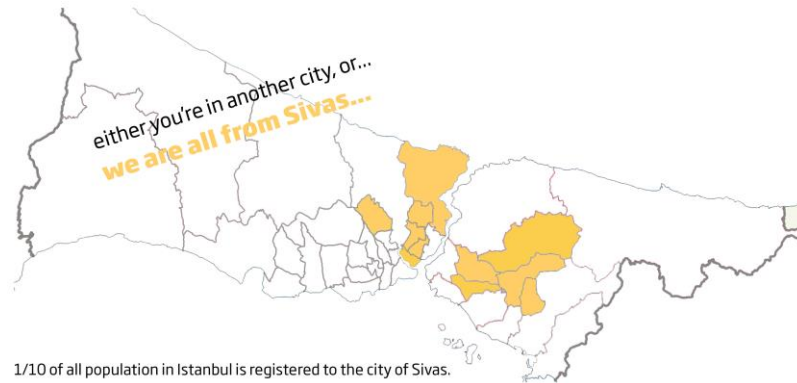 either you're in another city, or...
we are all from Sivas...
1/10 of all population in Istanbul is registered to the city of Sivas.